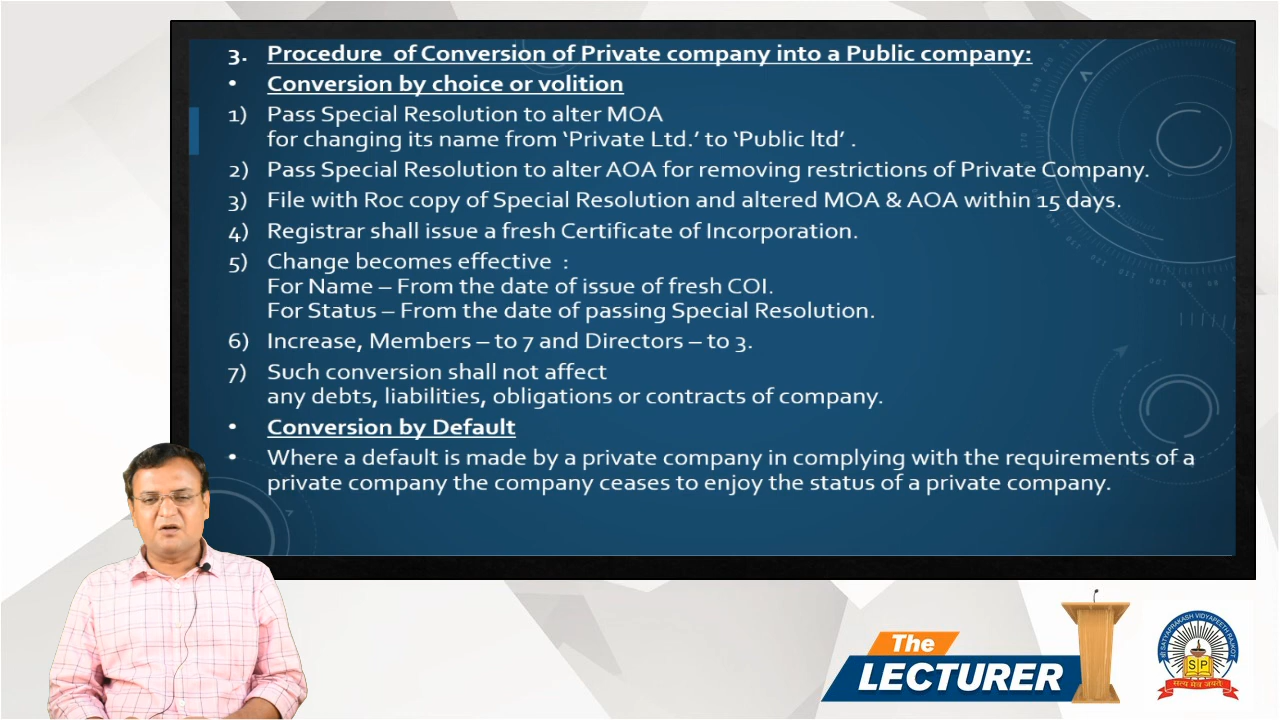 3. Procedure of Conversion of Private company into a Public company:
• Conversion by choice or volition
1) Pass Special Resolution to alter MOA
for changing its name from ‘Private Ltd.’ to ‘Public ltd’ .
2) Pass Special Resolution to alter AOA for removing restrictions of Private Company.
3) File with Roc copy of Special Resolution and altered MOA & AOA within 15 days.
4) Registrar shall issue a fresh Certificate of Incorporation.
5) Change becomes effective :
For Name – From the date of issue of fresh COI.
For Status – From the date of passing Special Resolution.
6) Increase, Members – to 7 and Directors – to 3.
7) Such conversion shall not affect
any debts, liabilities, obligations or contracts of company.
• Conversion by Default
• Where a default is made by a private company in complying with the requirements of a
private company the company ceases to enjoy the status of a private company.
The
LECTURER
SATYAPRAKASH VIDYAPEETH RAJKOT
S P
सत्य मेव जयते